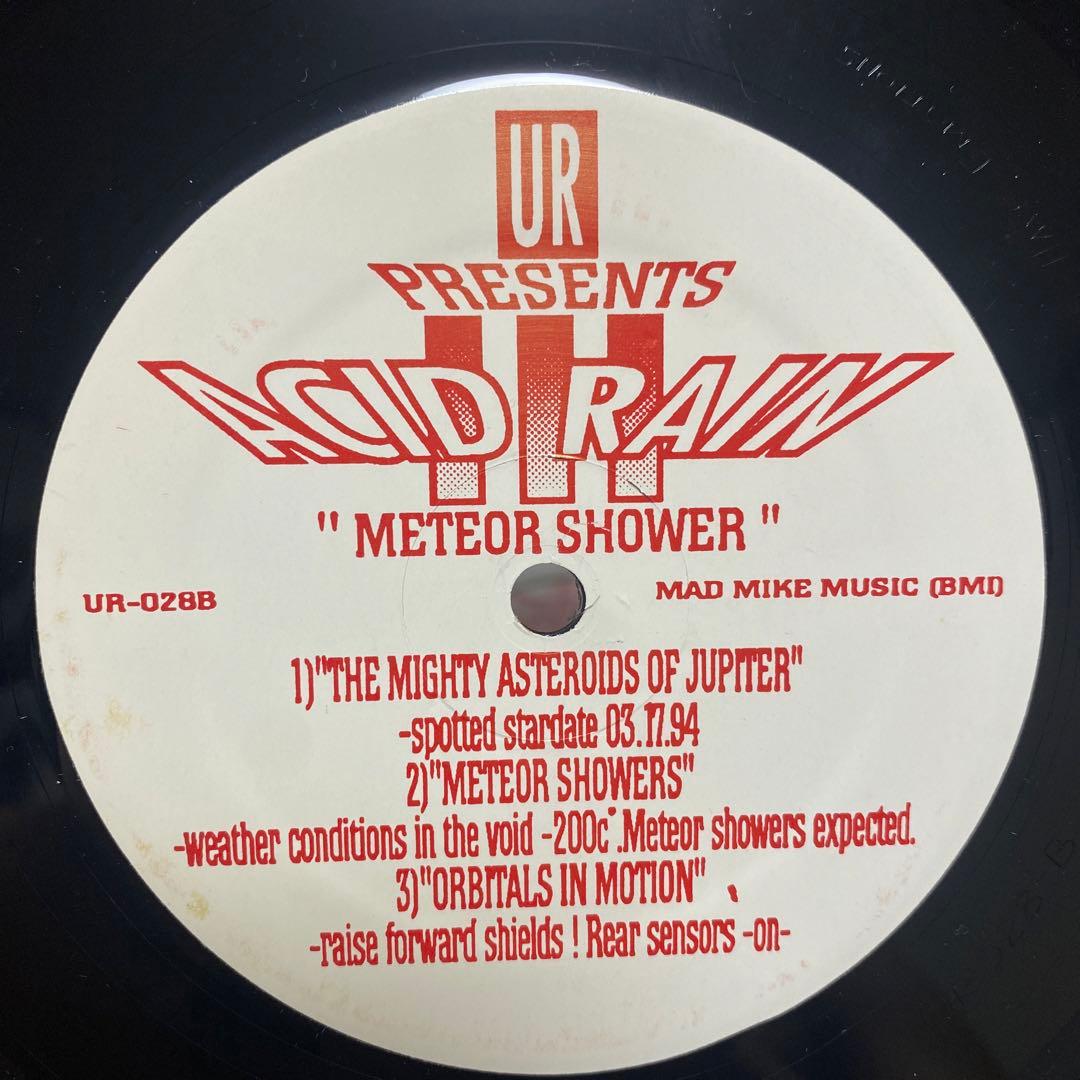 UR
PRESENTS
III
ACID RAIN
" METEOR SHOWER "
UR-028B
MAD MIKE MUSIC (BMI)
1)"THE MIGHTY ASTEROIDS OF JUPITER"
-spotted stardate 03.17.94
2)"METEOR SHOWERS"
-weather conditions in the void -200c°.Meteor showers expected.
3)"ORBITALS IN MOTION"
-raise forward shields ! Rear sensors -on-